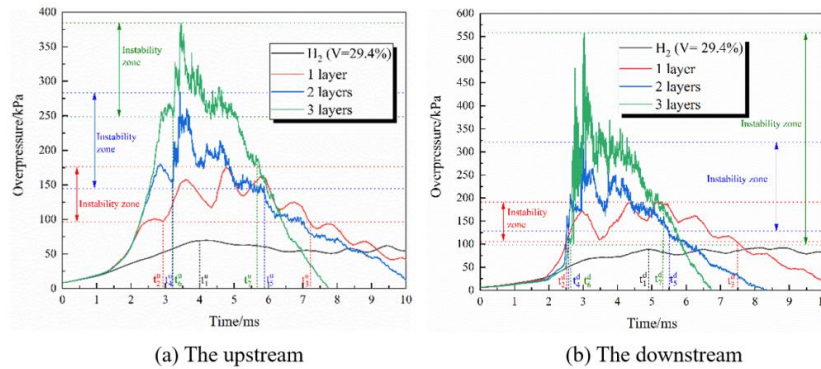 400
350
300
250
200
150
100
50
0
Overpressure/kPa
Instability
zone
Instability zone
Instability zone
H₂ (V=29.4%)
1 layer
2 layers
3 layers
0 1 2 3 4 5 6 7 8 9 10
Time/ms
(a) The upstream
600
550
500
450
400
350
300
250
200
150
100
50
0
Overpressure/kPa
Instability
zone
Instability
zone
Instability
zone
H₂ (V=29.4%)
1 layer
2 layers
3 layers
0 1 2 3 4 5 6 7 8 9 10
Time/ms
(b) The downstream